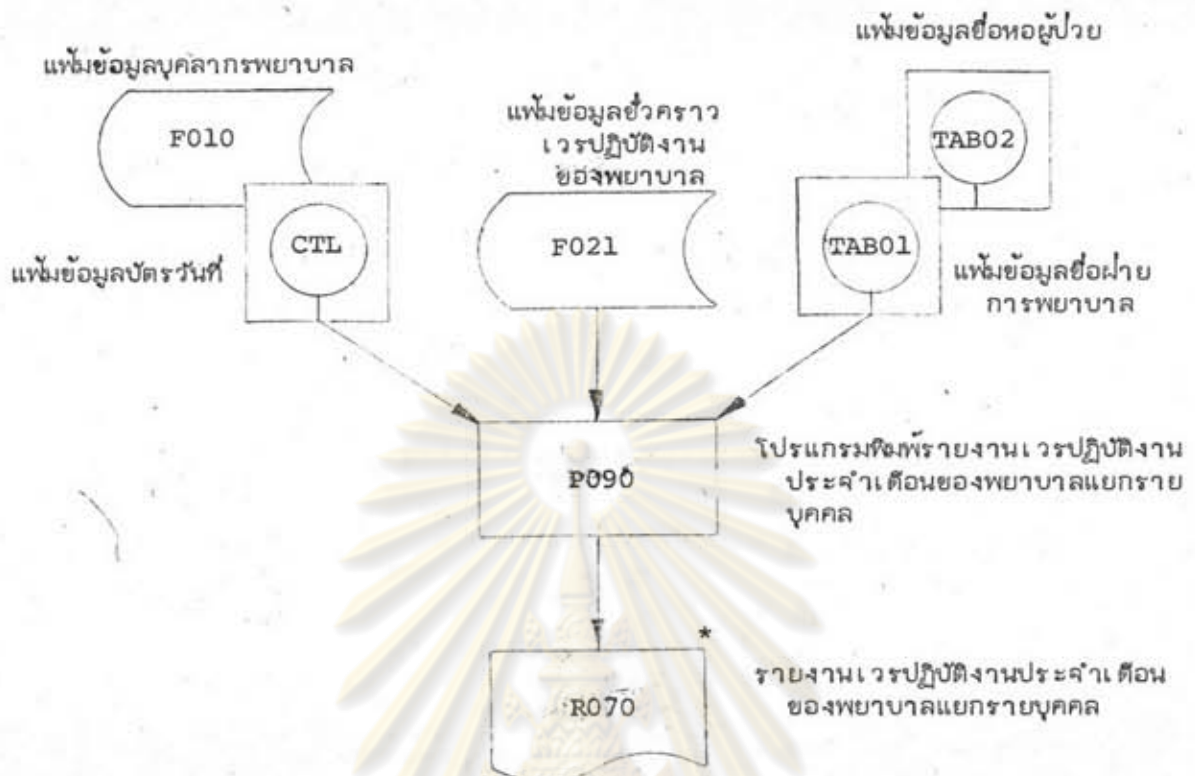 แฟ้มข้อมูลชื่อหอผู้ป่วย
แฟ้มข้อมูลบุคลากรพยาบาล
F010
แฟ้มข้อมูลชั่วคราว
เวรปฏิบัติงาน
ของพยาบาล
TAB02
CTL
แฟ้มข้อมูลบัตรวันที่
F021
TAB01
แฟ้มข้อมูลชื่อฝ่าย
การพยาบาล
P090
โปรแกรมพิมพ์รายงานเวรปฏิบัติงาน
ประจำเดือนของพยาบาลแยกราย
บุคคล
*
R070
รายงานเวรปฏิบัติงานประจำเดือน
ของพยาบาลแยกรายบุคคล